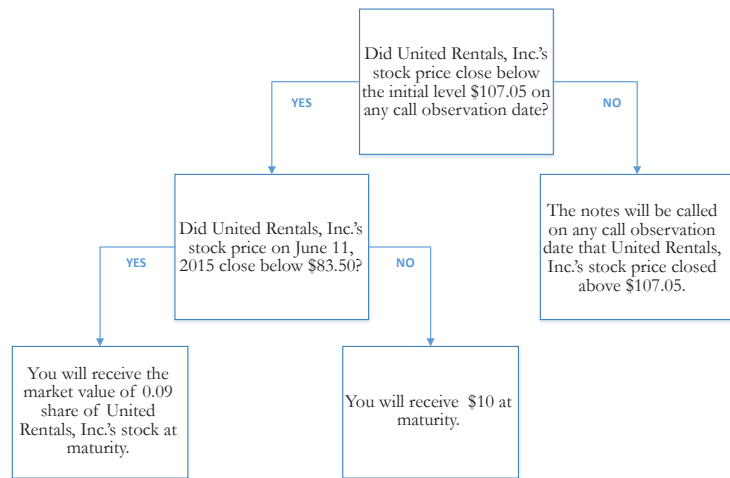 Did United Rentals, Inc.'s
stock price close below
the initial level $107.05 on
any call observation date?
YES
NO
Did United Rentals, Inc.'s
stock price on June 11,
2015 close below $83.50?
The notes will be called
on any call observation
date that United Rentals,
Inc.'s stock price closed
above $107.05.
YES
NO
You will receive the
market value of 0.09
share of United
Rentals, Inc.'s stock at
maturity.
You will receive $10 at
maturity.